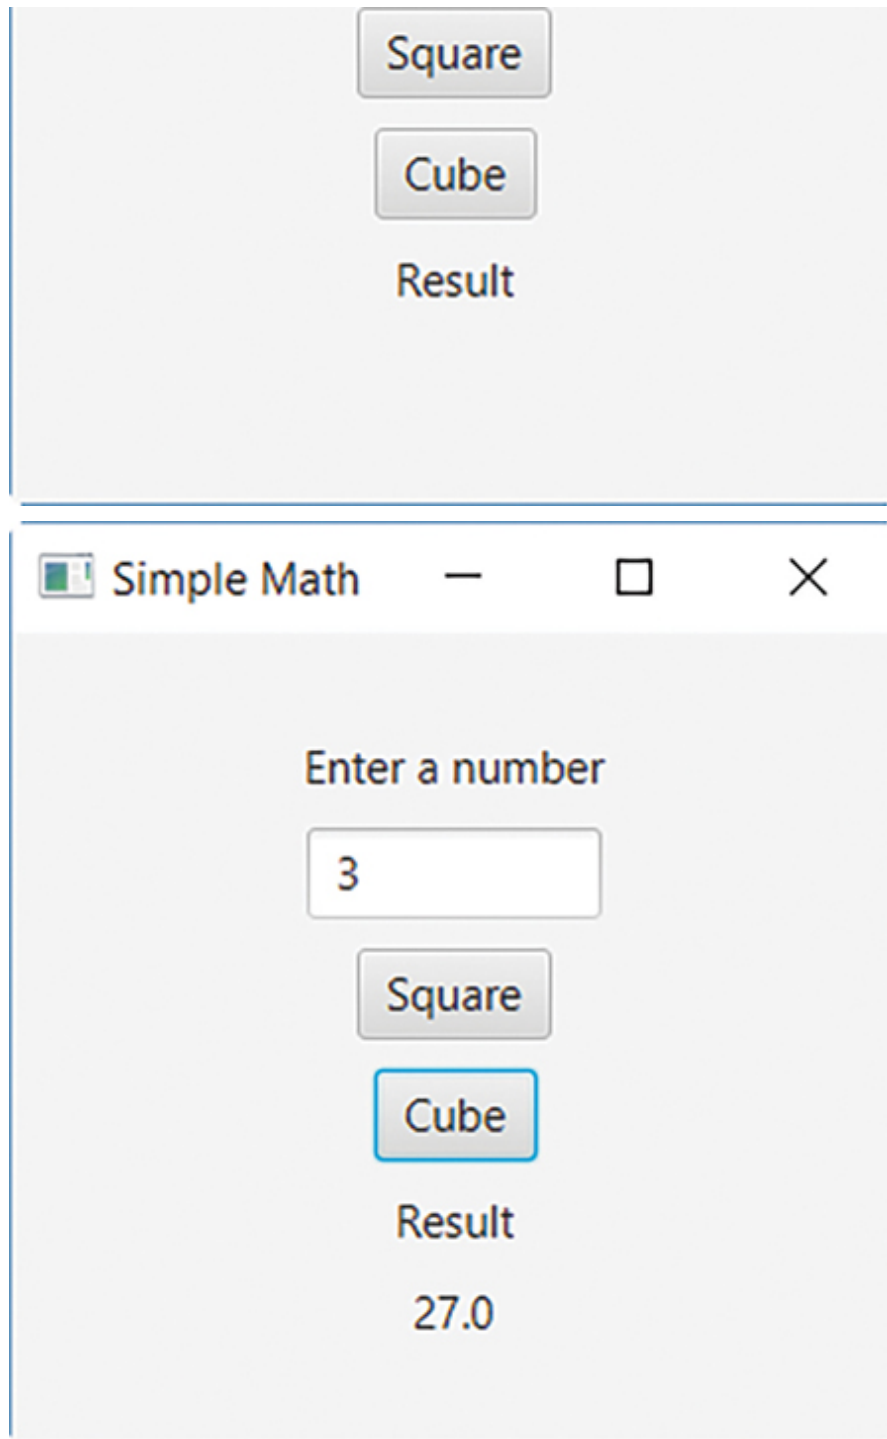 Square
Cube
Result
Simple Math
Enter a number
3
Square
Cube
Result
27.0